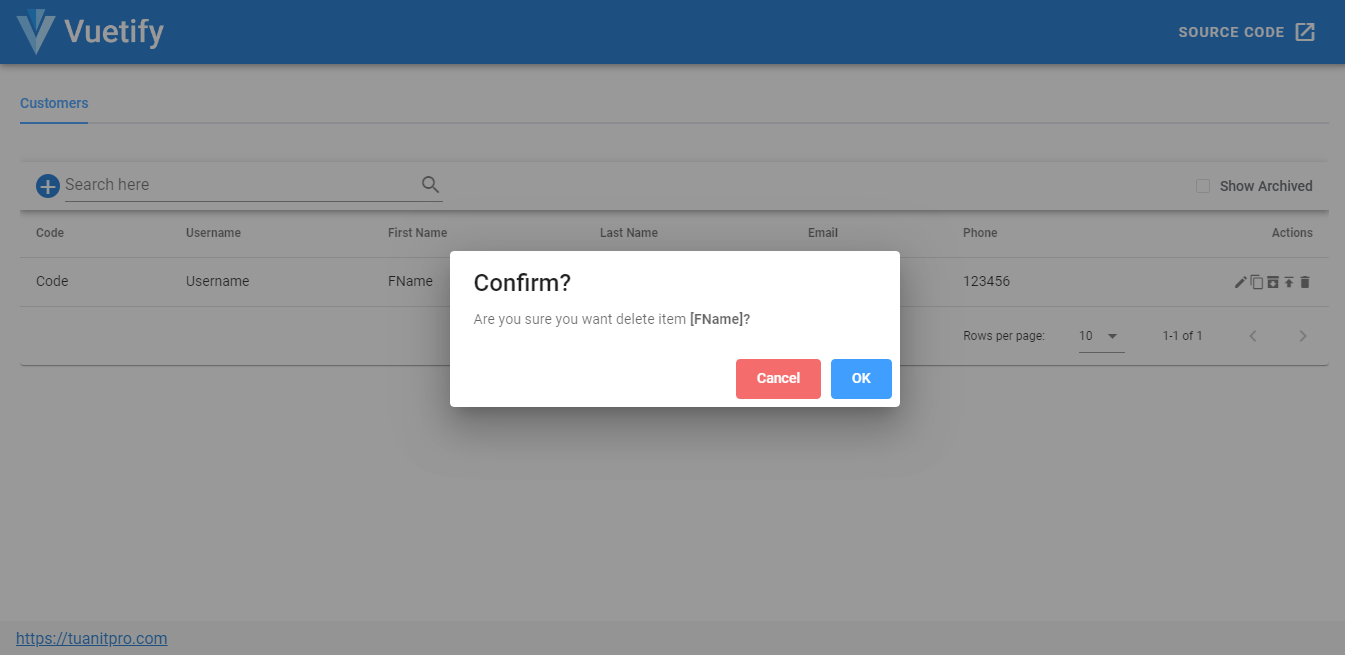 Vuetify
SOURCE CODE
Customers
Search here
Show Archived
Code Username First Name Last Name Email Phone Actions
Code Username FName 123456
Confirm?
Are you sure you want delete item [FName]?
Cancel OK
Rows per page: 10 1-1 of 1
https://tuanitpro.com